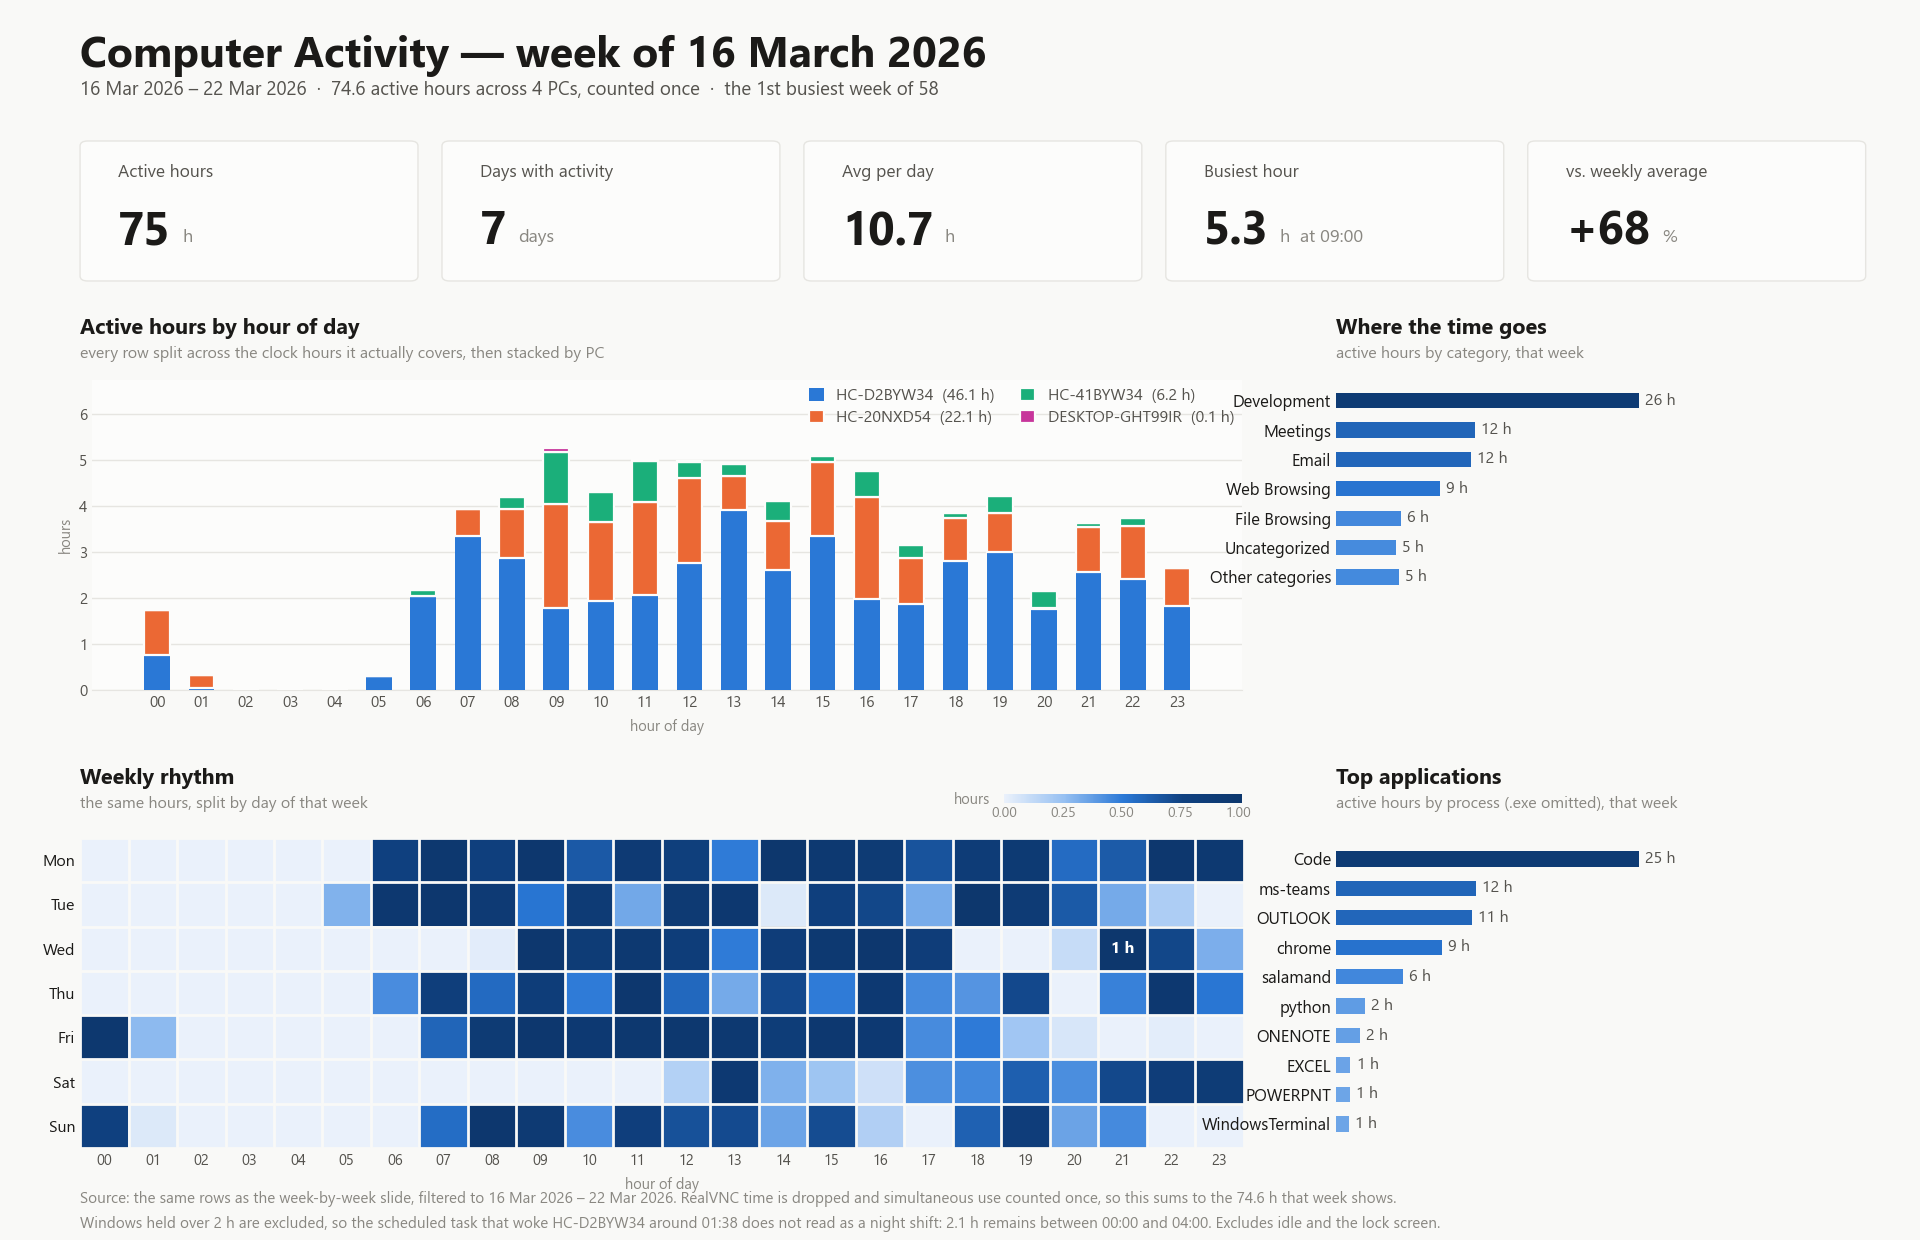 Computer Activity — week of 16 March 2026
16 Mar 2026 – 22 Mar 2026 · 74.6 active hours across 4 PCs, counted once · the 1st busiest week of 58
Active hours
75 h
Days with activity
7 days
Avg per day
10.7 h
Busiest hour
5.3 h at 09:00
vs. weekly average
+68 %
Active hours by hour of day
every row split across the clock hours it actually covers, then stacked by PC
HC-D2BYW34 (46.1 h)
HC-41BYW34 (6.2 h)
HC-20NXD54 (22.1 h)
DESKTOP-GHT99IR (0.1 h)
hours
6
5
4
3
2
1
0
00 01 02 03 04 05 06 07 08 09 10 11 12 13 14 15 16 17 18 19 20 21 22 23
hour of day
Where the time goes
active hours by category, that week
Development 26 h
Meetings 12 h
Email 12 h
Web Browsing 9 h
File Browsing 6 h
Uncategorized 5 h
Other categories 5 h
Weekly rhythm
the same hours, split by day of that week
hours
0.00 0.25 0.50 0.75 1.00
Mon
Tue
Wed 1 h
Thu
Fri
Sat
Sun
00 01 02 03 04 05 06 07 08 09 10 11 12 13 14 15 16 17 18 19 20 21 22 23
hour of day
Top applications
active hours by process (.exe omitted), that week
Code 25 h
ms-teams 12 h
OUTLOOK 11 h
chrome 9 h
salamand 6 h
python 2 h
ONENOTE 2 h
EXCEL 1 h
POWERPNT 1 h
WindowsTerminal 1 h
Source: the same rows as the week-by-week slide, filtered to 16 Mar 2026 – 22 Mar 2026. RealVNC time is dropped and simultaneous use counted once, so this sums to the 74.6 h that week shows.
Windows held over 2 h are excluded, so the scheduled task that woke HC-D2BYW34 around 01:38 does not read as a night shift: 2.1 h remains between 00:00 and 04:00. Excludes idle and the lock screen.